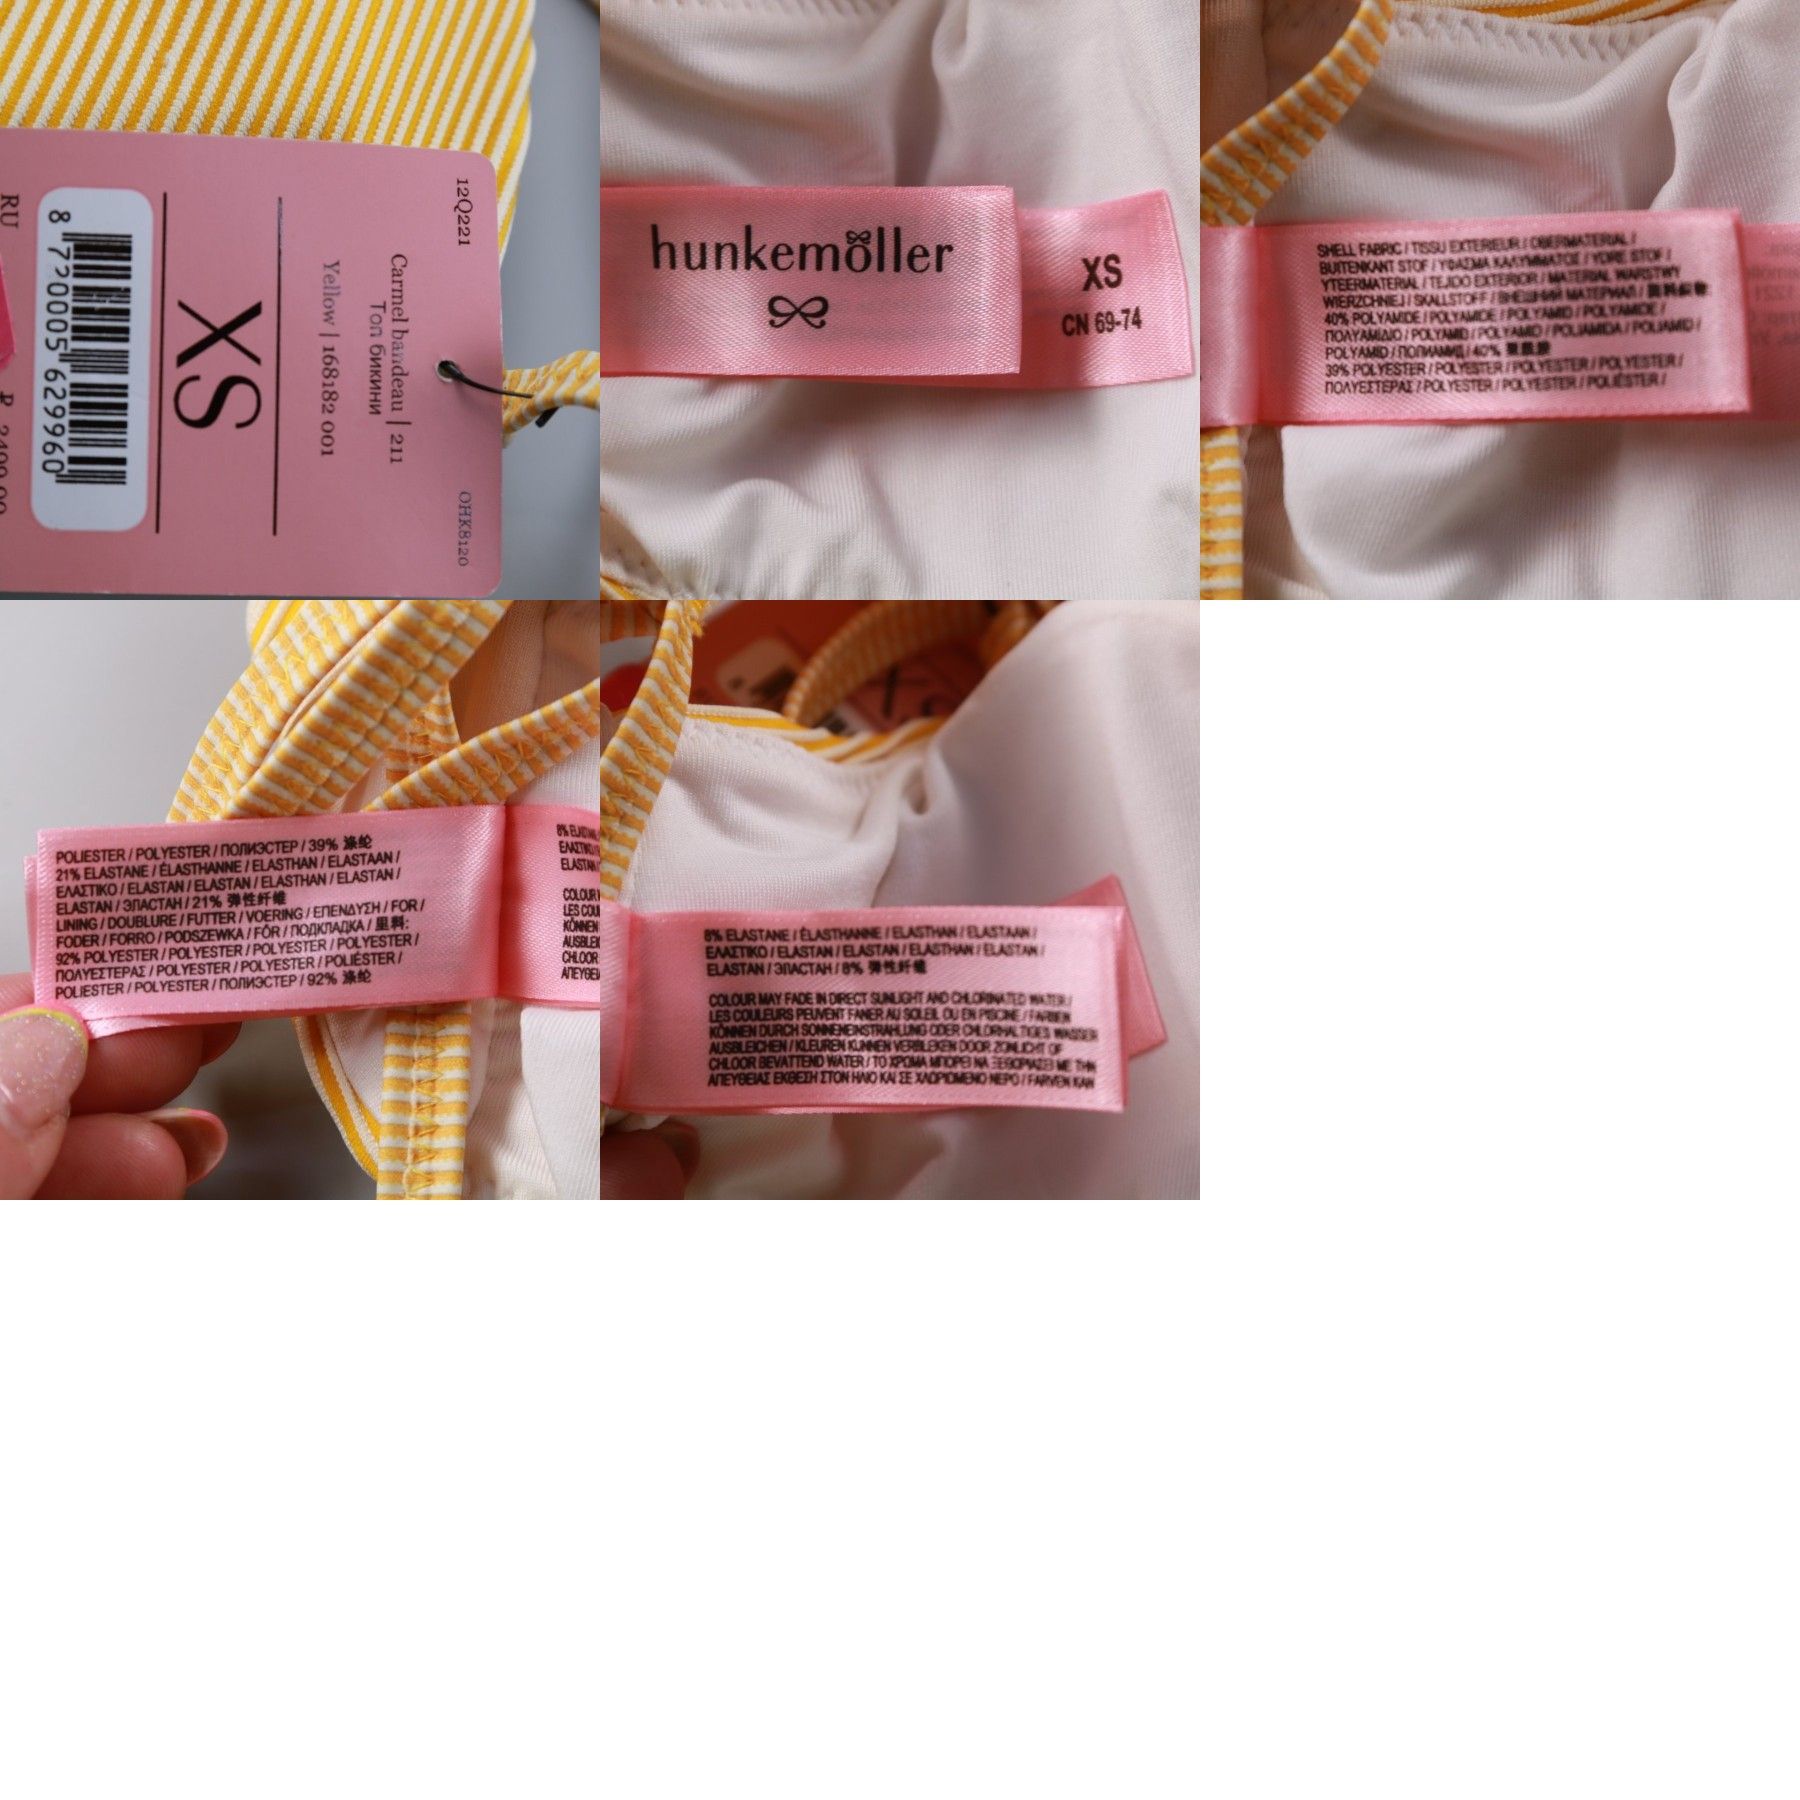 12Q221
OHK8120
Carmel bandeau | 211
Топ бикини
Yellow | 168182 001
XS
8 720005 629960
RU
₽ 2499.00
hunkemöller
XS
CN 69-74
SHELL FABRIC / TISSU EXTERIEUR / OBERMATERIAL /
BUITENKANT STOF / ΥΦΑΣΜΑ ΚΑΛΥΜΜΑΤΟΣ / YDRE STOF /
YTEERMATERIAL / TEJIDO EXTERIOR / MATERIAL WARSTWY
WIERZCHNIEJ / SKALLSTOFF / ВНЕШНИЙ МАТЕРИАЛ /
40% POLYAMIDE / POLYAMIDE / POLYAMID / POLYAMIDE /
ΠΟΛΥΑΜΙΔΙΟ / POLYAMID / POLYAMID / POLIAMIDA / POLIAMID /
POLYAMID / ПОЛИАМИД / 40% 聚酰胺
39% POLYESTER / POLYESTER / POLYESTER / POLYESTER /
ΠΟΛΥΕΣΤΕΡΑΣ / POLYESTER / POLYESTER / POLIÉSTER /
POLIESTER / POLYESTER / ПОЛИЭСТЕР / 39% 涤纶
21% ELASTANE / ÉLASTHANNE / ELASTHAN / ELASTAAN /
ΕΛΑΣΤΙΚΟ / ELASTAN / ELASTAN / ELASTHAN / ELASTAN /
ELASTAN / ЭЛАСТАН / 21% 弹性纤维
LINING / DOUBLURE / FUTTER / VOERING / ΕΠΕΝΔΥΣΗ / FOR /
FODER / FORRO / PODSZEWKA / FÔR / ПОДКЛАДКА / 里料:
92% POLYESTER / POLYESTER / POLYESTER / POLYESTER /
ΠΟΛΥΕΣΤΕΡΑΣ / POLYESTER / POLYESTER / POLIÉSTER /
POLIESTER / POLYESTER / ПОЛИЭСТЕР / 92% 涤纶
8% ELASTANE / ÉLASTHANNE / ELASTHAN / ELASTAAN /
ΕΛΑΣΤΙΚΟ / ELASTAN / ELASTAN / ELASTHAN / ELASTAN /
ELASTAN / ЭЛАСТАН / 8% 弹性纤维
COLOUR MAY FADE IN DIRECT SUNLIGHT AND CHLORINATED WATER /
LES COULEURS PEUVENT FANER AU SOLEIL OU EN PISCINE / FARBEN
KÖNNEN DURCH SONNENEINSTRAHLUNG ODER CHLORHALTIGES WASSER
AUSBLEICHEN / KLEUREN KUNNEN VERBLEKEN DOOR ZONLICHT OF
CHLOOR BEVATTEND WATER / ΤΟ ΧΡΩΜΑ ΜΠΟΡΕΙ ΝΑ ΞΕΘΩΡΙΑΣΕΙ ΜΕ ΤΗΝ
ΑΠΕΥΘΕΙΑΣ ΕΚΘΕΣΗ ΣΤΟΝ ΗΛΙΟ ΚΑΙ ΣΕ ΧΛΩΡΙΩΜΕΝΟ ΝΕΡΟ / FARVEN KAN